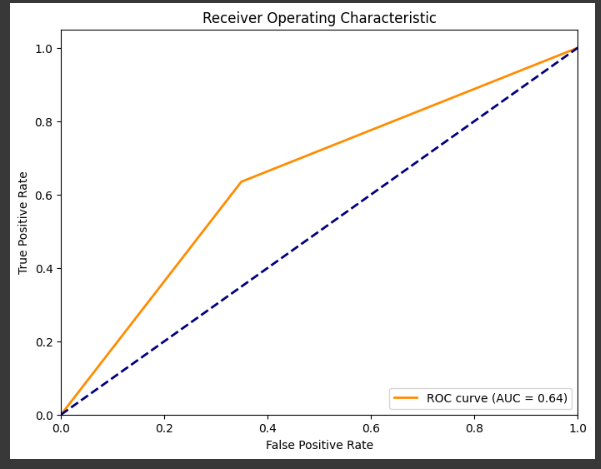 Receiver Operating Characteristic
1.0
0.8
0.6
0.4
0.2
0.0
True Positive Rate
ROC curve (AUC = 0.64)
0.0 0.2 0.4 0.6 0.8 1.0
False Positive Rate